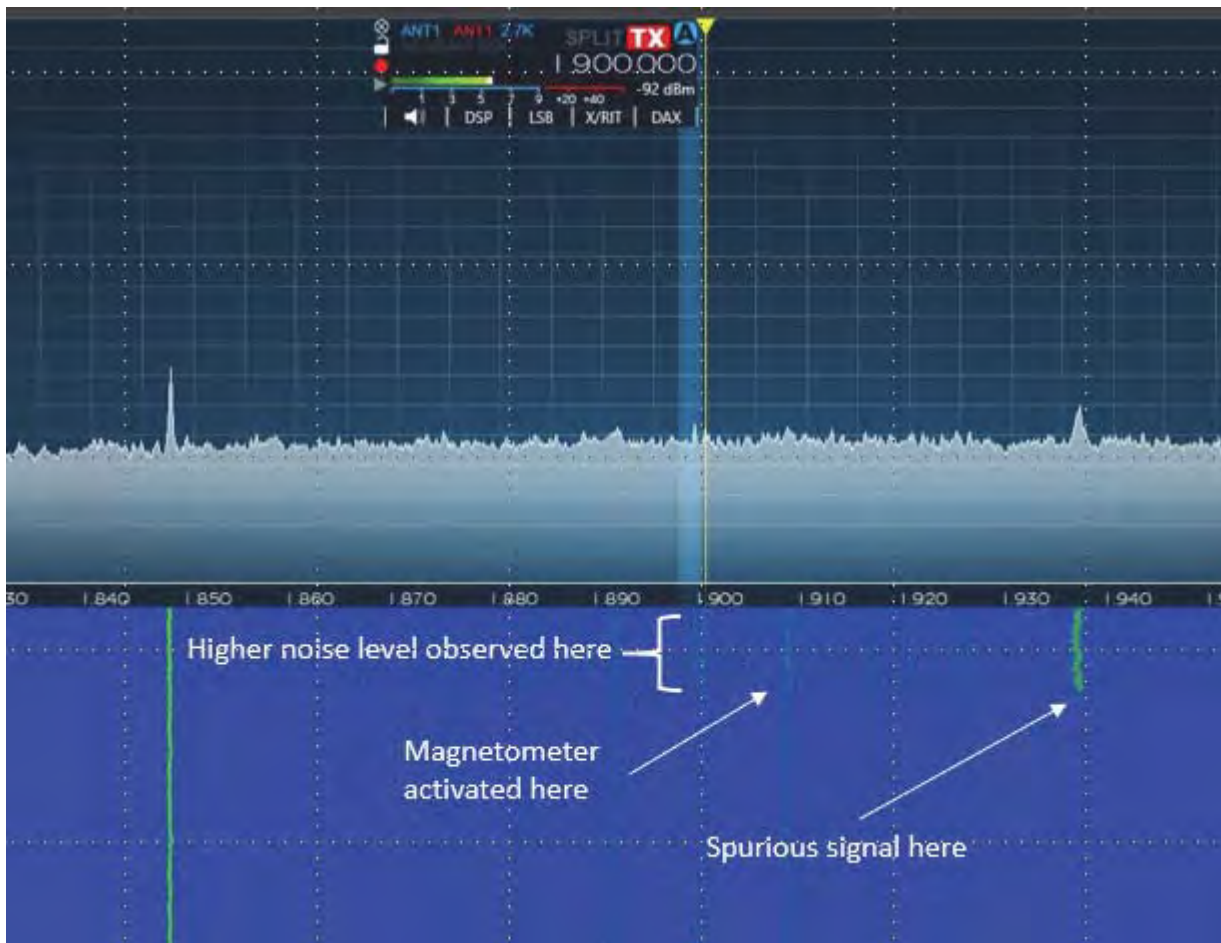 ANT1 ANT1 2.7K SPLIT TX A
1.900.000
-92 dBm
1 3 5 7 9 +20 +40
DSP LSB X/RIT DAX
30 1.840 1.850 1.860 1.870 1.880 1.890 1.900 1.910 1.920 1.930 1.940
Higher noise level observed here
Magnetometer
activated here
Spurious signal here